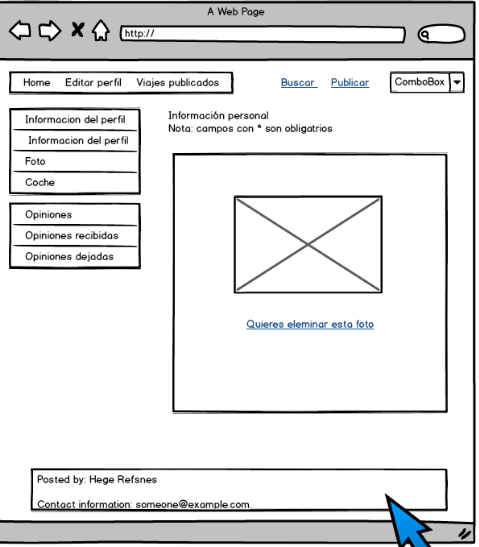 A Web Page
http://
Home Editar perfil Viajes publicados Buscar Publicar ComboBox
Informacion del perfil
Informacion del perfil
Foto
Coche
Opiniones
Opiniones recibidas
Opiniones dejadas
Información personal
Nota: campos con * son obligatrios
Quieres eleminar esta foto
Posted by: Hege Refsnes
Contact information: someone@example.com.